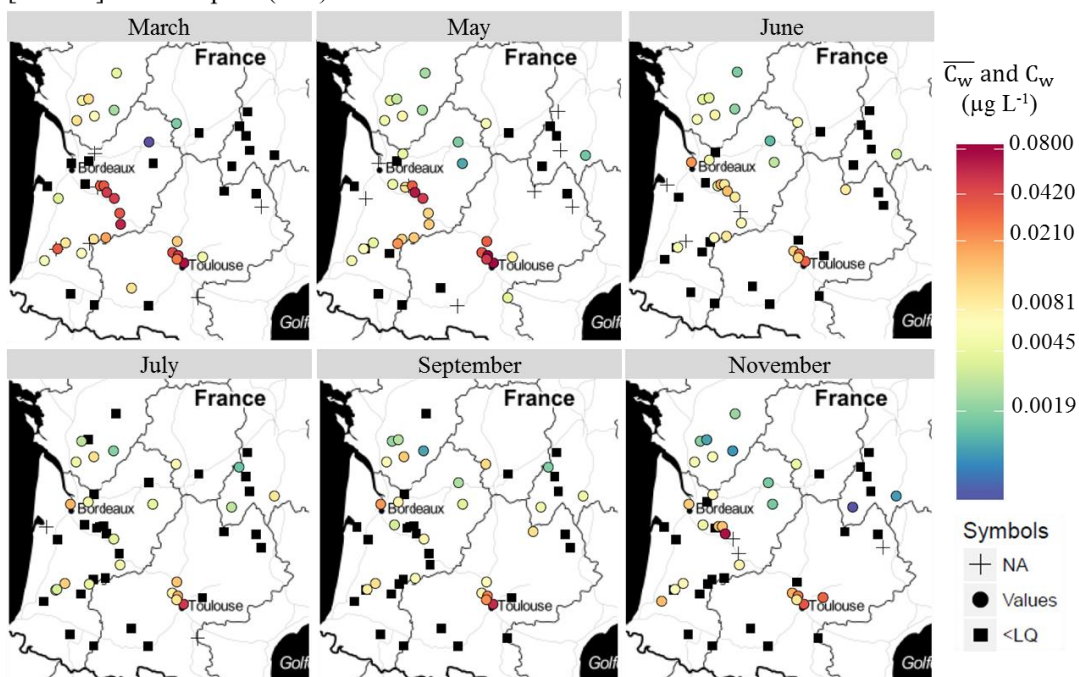 March
May
June
France
Bordeaux
Toulouse
Golf
France
Bordeaux
Toulouse
Golf
France
Bordeaux
Toulouse
Golf
July
September
November
France
Bordeaux
Toulouse
Golf
France
Bordeaux
Toulouse
Golf
France
Bordeaux
Toulouse
Golf
C̅w̅ and Cw
(µg L⁻¹)
0.0800
0.0420
0.0210
0.0081
0.0045
0.0019
Symbols
NA
Values
<LQ